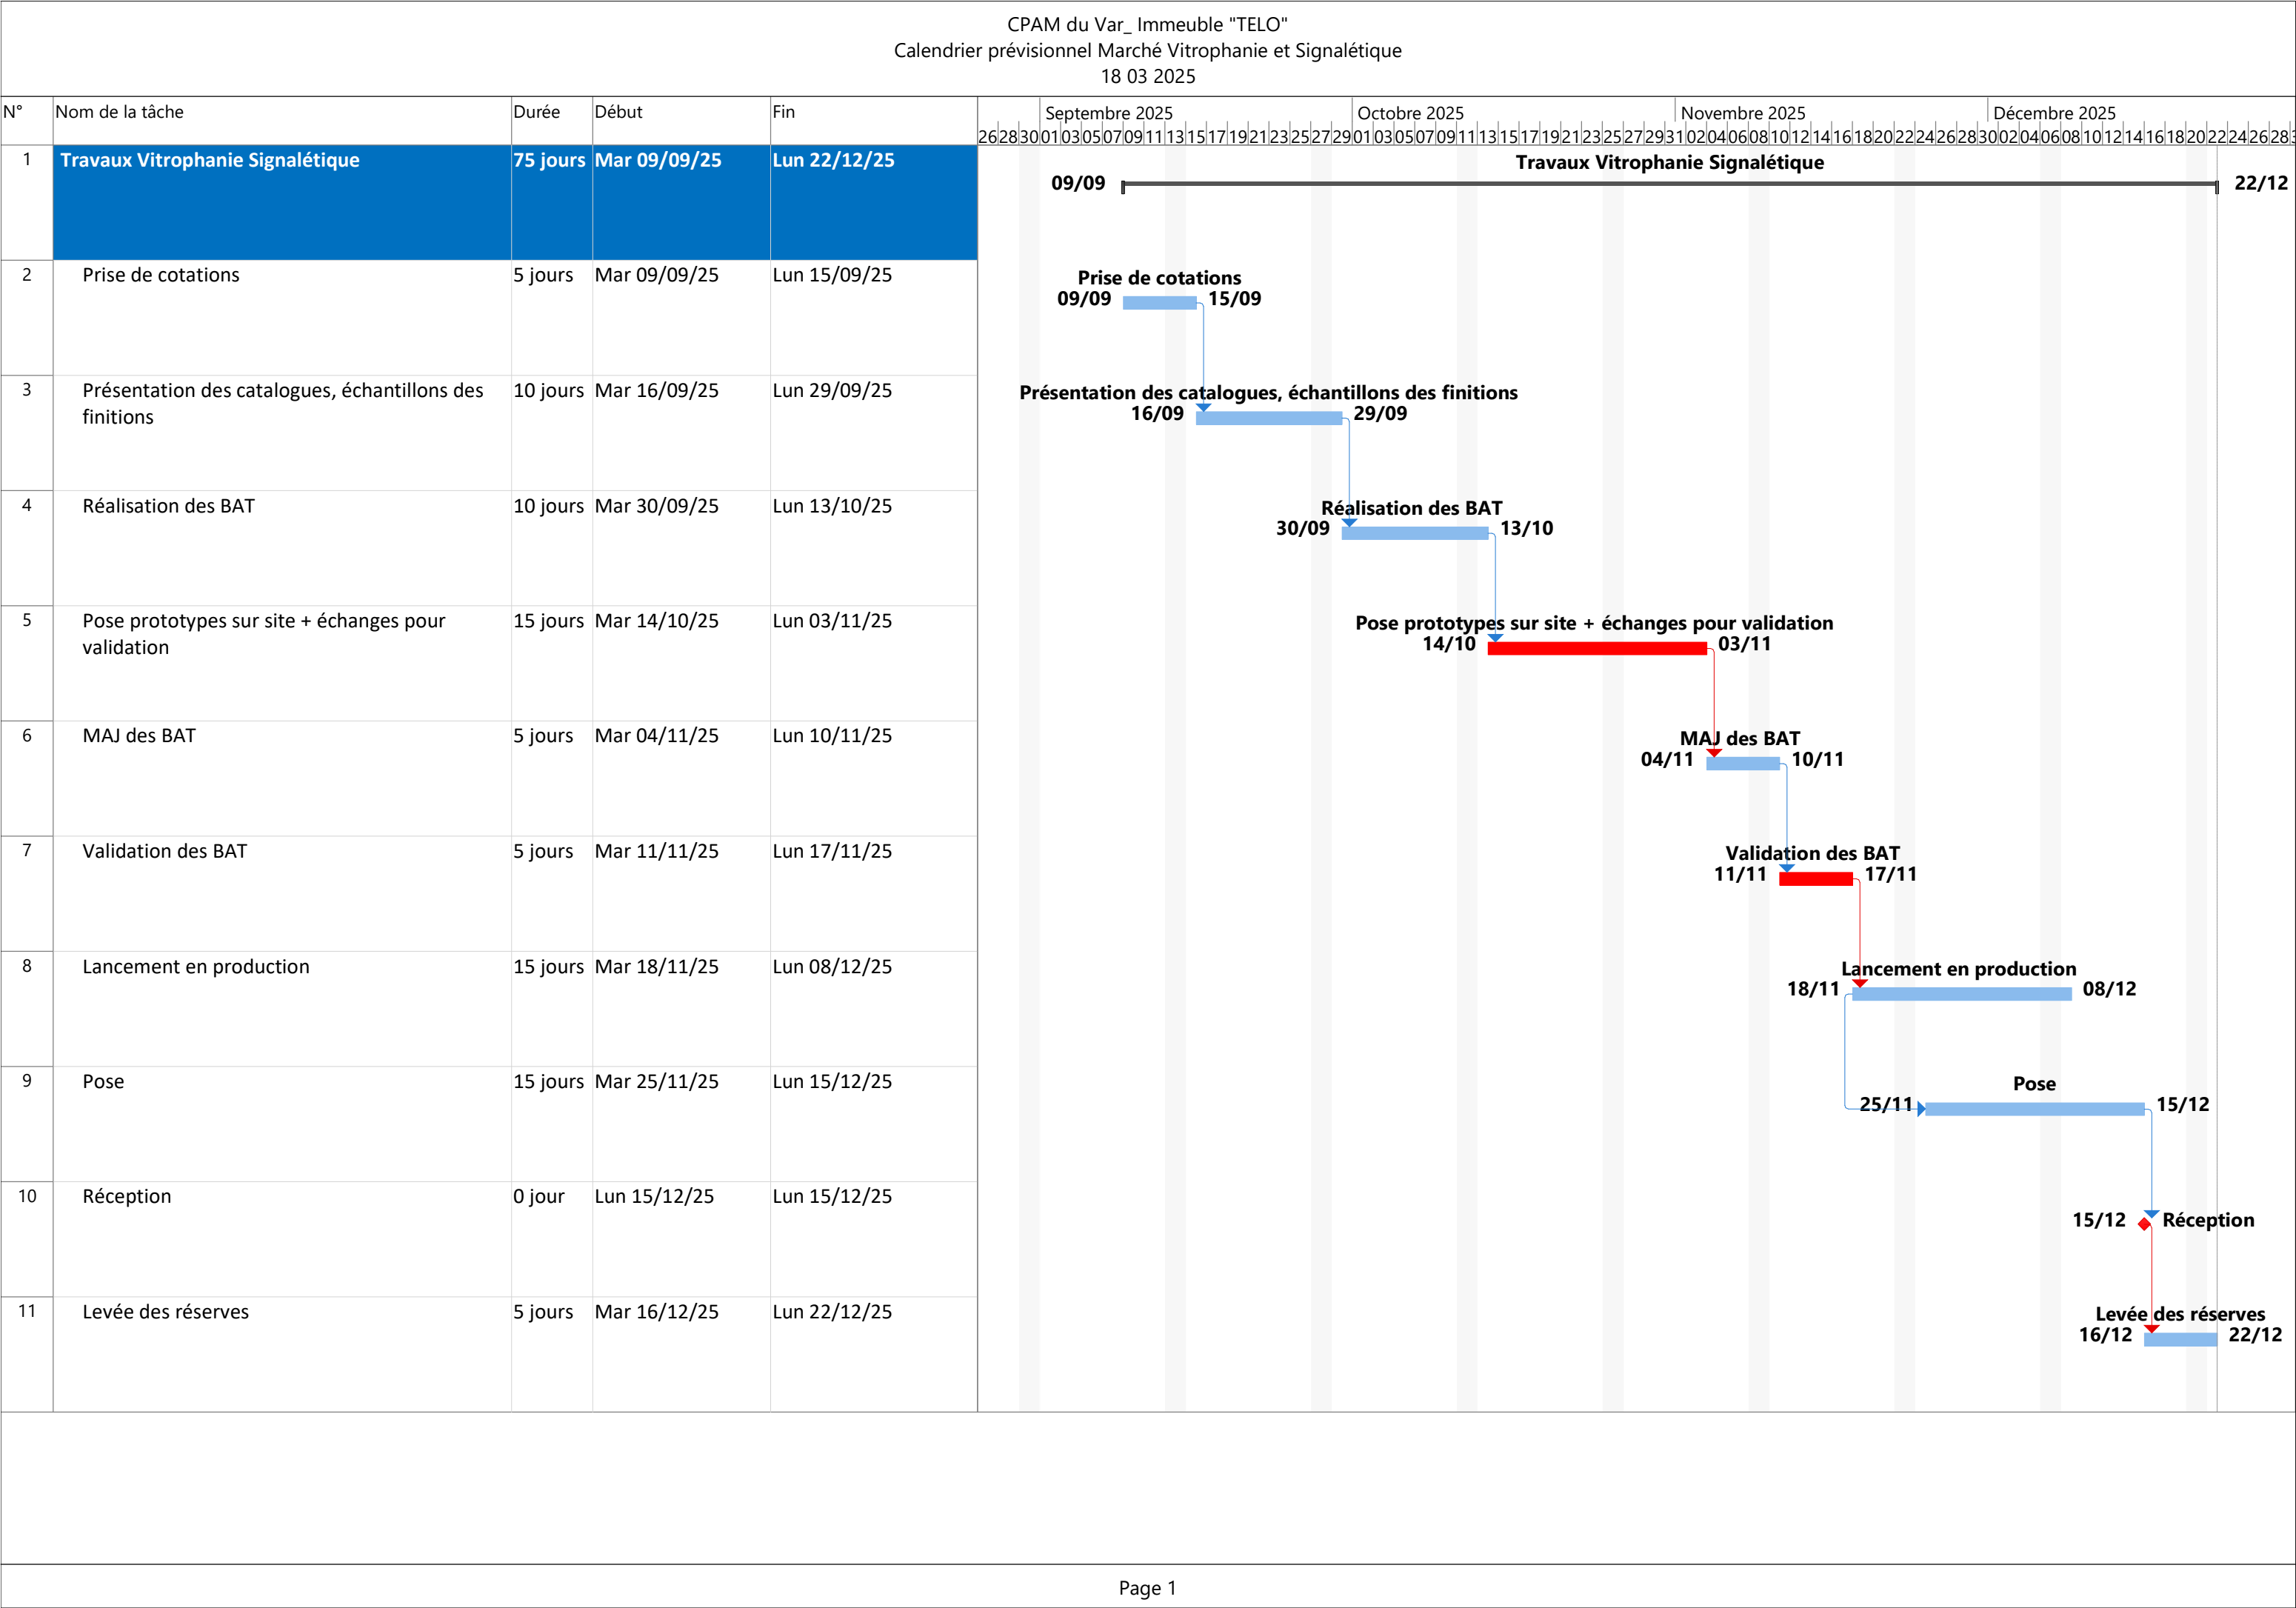 CPAM du Var_ Immeuble "TELO"
Calendrier prévisionnel Marché Vitrophanie et Signalétique
18 03 2025
N° Nom de la tâche Durée Début Fin
Septembre 2025 Octobre 2025 Novembre 2025 Décembre 2025
26 28 30 01 03 05 07 09 11 13 15 17 19 21 23 25 27 29 01 03 05 07 09 11 13 15 17 19 21 23 25 27 29 31 02 04 06 08 10 12 14 16 18 20 22 24 26 28 30 02 04 06 08 10 12 14 16 18 20 22 24 26 28
1 Travaux Vitrophanie Signalétique 75 jours Mar 09/09/25 Lun 22/12/25
Travaux Vitrophanie Signalétique
09/09 22/12
2 Prise de cotations 5 jours Mar 09/09/25 Lun 15/09/25
Prise de cotations
09/09 15/09
3 Présentation des catalogues, échantillons des
finitions
10 jours Mar 16/09/25 Lun 29/09/25
Présentation des catalogues, échantillons des finitions
16/09 29/09
4 Réalisation des BAT 10 jours Mar 30/09/25 Lun 13/10/25
Réalisation des BAT
30/09 13/10
5 Pose prototypes sur site + échanges pour
validation
15 jours Mar 14/10/25 Lun 03/11/25
Pose prototypes sur site + échanges pour validation
14/10 03/11
6 MAJ des BAT 5 jours Mar 04/11/25 Lun 10/11/25
MAJ des BAT
04/11 10/11
7 Validation des BAT 5 jours Mar 11/11/25 Lun 17/11/25
Validation des BAT
11/11 17/11
8 Lancement en production 15 jours Mar 18/11/25 Lun 08/12/25
Lancement en production
18/11 08/12
9 Pose 15 jours Mar 25/11/25 Lun 15/12/25
Pose
25/11 15/12
10 Réception 0 jour Lun 15/12/25 Lun 15/12/25
15/12 Réception
11 Levée des réserves 5 jours Mar 16/12/25 Lun 22/12/25
Levée des réserves
16/12 22/12
Page 1